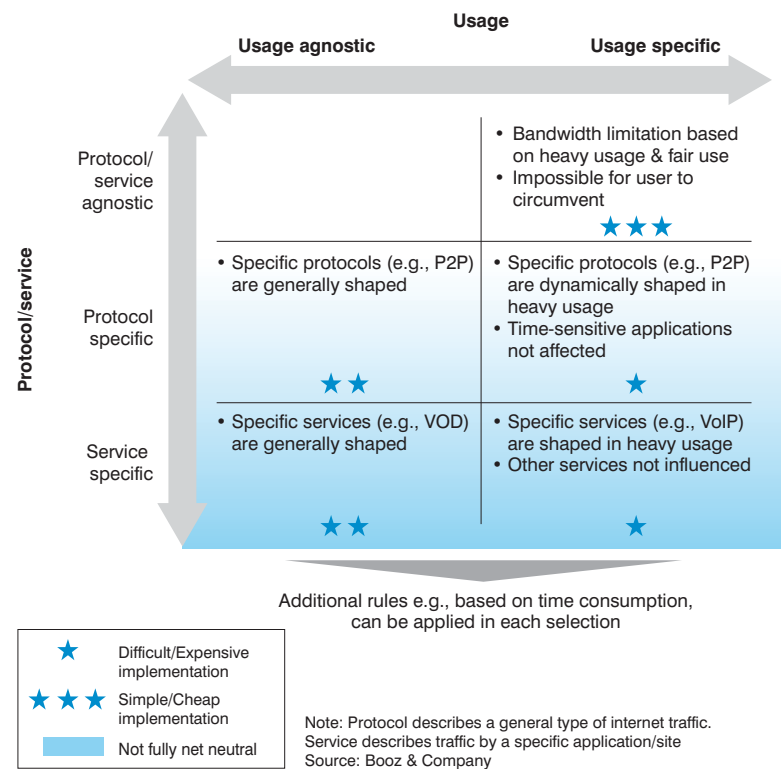 Usage
Usage agnostic
Usage specific
Protocol/service
Protocol/
service
agnostic
• Bandwidth limitation based
on heavy usage & fair use
• Impossible for user to
circumvent
Protocol
specific
• Specific protocols (e.g., P2P)
are generally shaped
• Specific protocols (e.g., P2P)
are dynamically shaped in
heavy usage
• Time-sensitive applications
not affected
Service
specific
• Specific services (e.g., VOD)
are generally shaped
• Specific services (e.g., VoIP)
are shaped in heavy usage
• Other services not influenced
Additional rules e.g., based on time consumption,
can be applied in each selection
Difficult/Expensive
implementation
Simple/Cheap
implementation
Not fully net neutral
Note: Protocol describes a general type of internet traffic.
Service describes traffic by a specific application/site
Source: Booz & Company